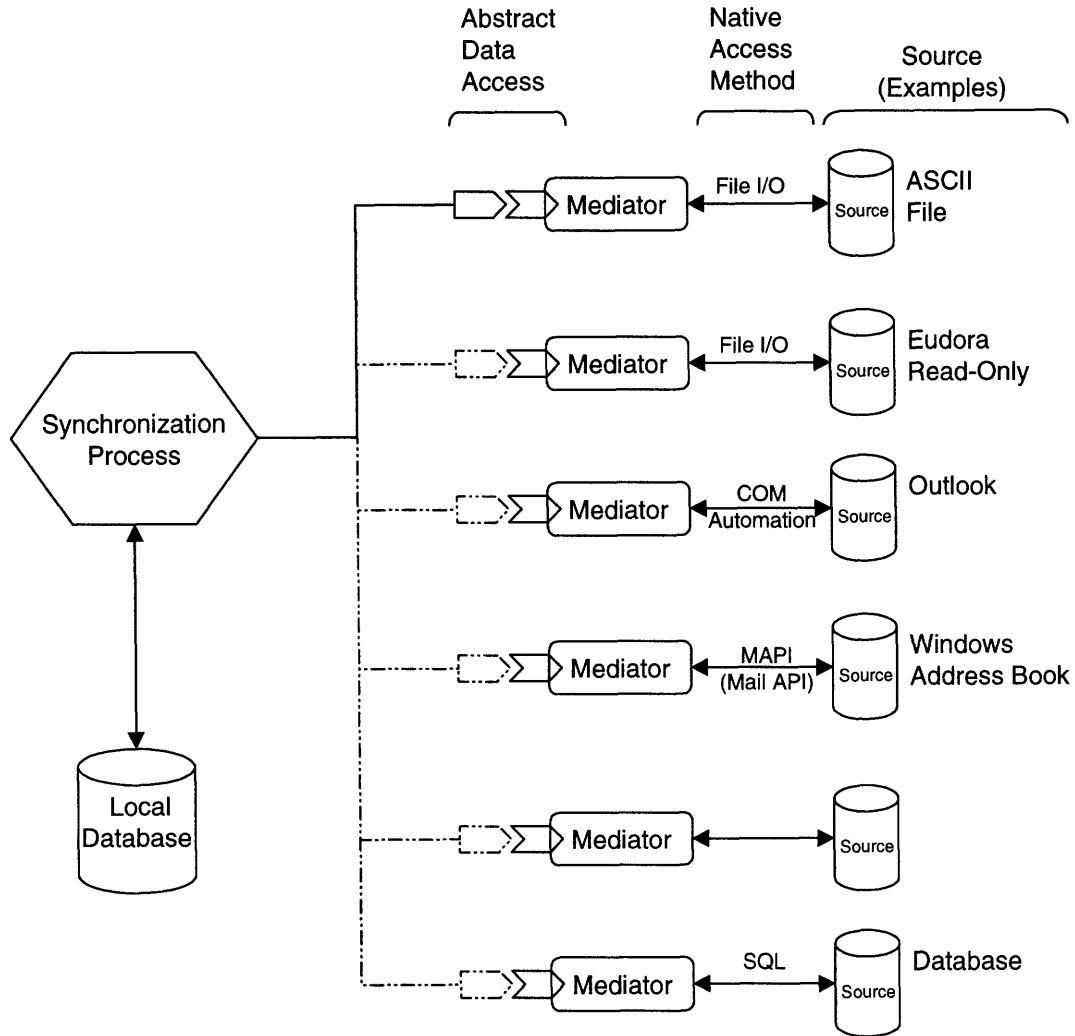 Abstract
Data
Access
Native
Access
Method
Source
(Examples)
Mediator
File I/O
Source
ASCII
File
Mediator
File I/O
Source
Eudora
Read-Only
Synchronization
Process
Mediator
COM
Automation
Source
Outlook
Mediator
MAPI
(Mail API)
Source
Windows
Address Book
Local
Database
Mediator
Source
Mediator
SQL
Source
Database